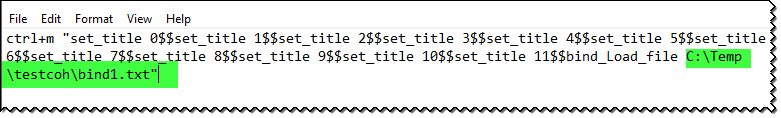 File Edit Format View Help
ctrl+m "set_title 0$$set_title 1$$set_title 2$$set_title 3$$set_title 4$$set_title 5$$set_title
6$$set_title 7$$set_title 8$$set_title 9$$set_title 10$$set_title 11$$bind_Load_file C:\Temp
\testcoh\bind1.txt"